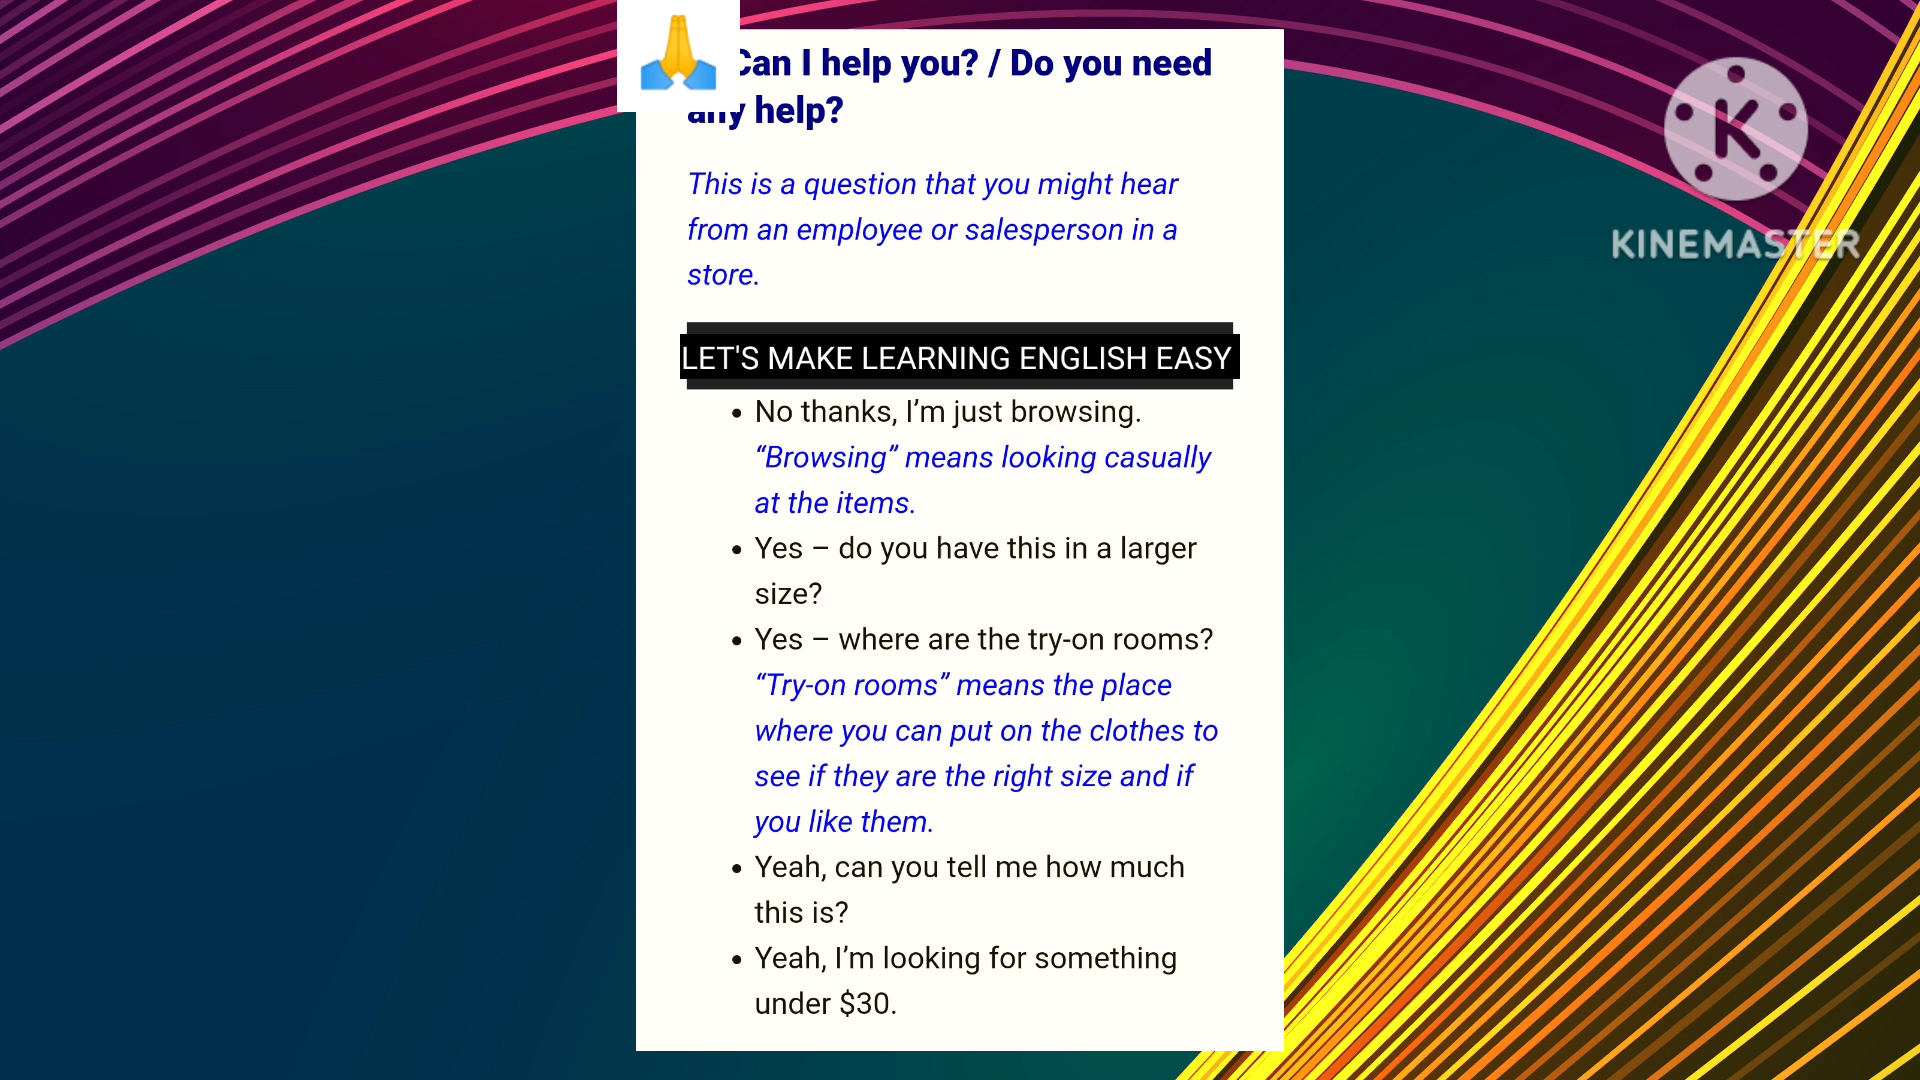 Can I help you? / Do you need
any help?
This is a question that you might hear
from an employee or salesperson in a
store.
LET'S MAKE LEARNING ENGLISH EASY
• No thanks, I’m just browsing.
“Browsing” means looking casually
at the items.
• Yes – do you have this in a larger
size?
• Yes – where are the try-on rooms?
“Try-on rooms” means the place
where you can put on the clothes to
see if they are the right size and if
you like them.
• Yeah, can you tell me how much
this is?
• Yeah, I’m looking for something
under $30.
K
KINEMASTER